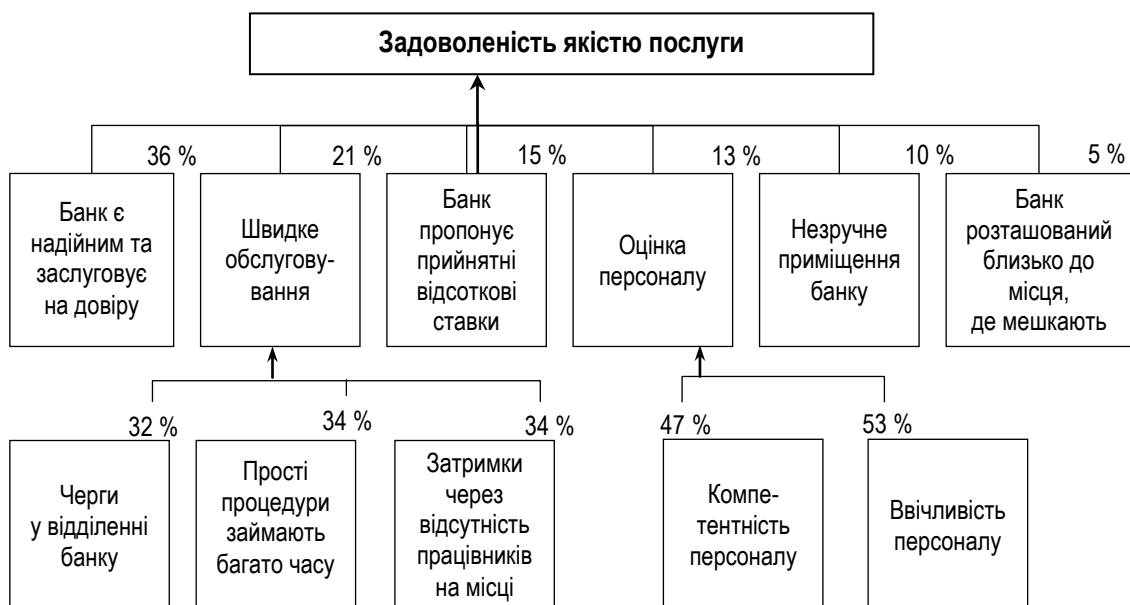 Задоволеність якістю послуги
36 %
21 %
15 %
13 %
10 %
5 %
Банк є
надійним та
заслуговує
на довіру
Швидке
обслугову-
вання
Банк
пропонує
прийнятні
відсоткові
ставки
Оцінка
персоналу
Незручне
приміщення
банку
Банк
розташований
близько до
місця,
де мешкають
32 %
34 %
34 %
47 %
53 %
Черги
у відділенні
банку
Прості
процедури
займають
багато часу
Затримки
через
відсутність
працівників
на місці
Компе-
тентність
персоналу
Ввічливість
персоналу